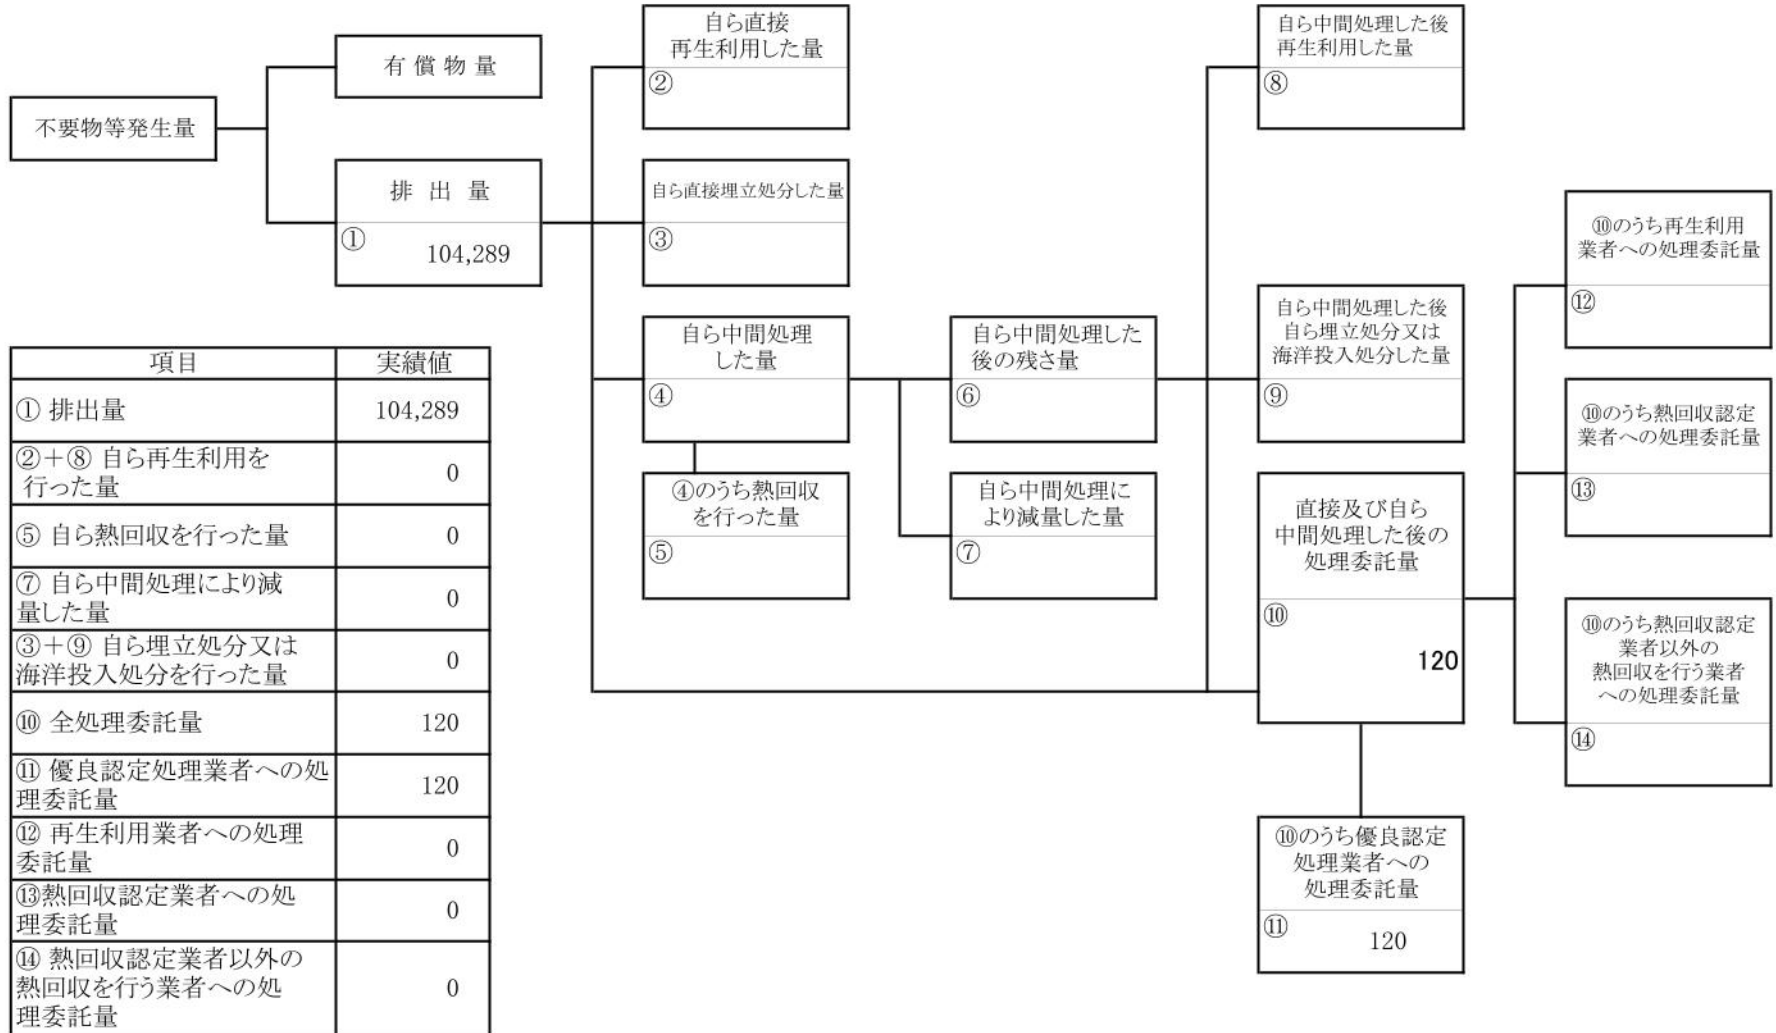 不要物等発生量
有償物量
排出量
①
104,289
自ら直接
再生利用した量
②
自ら直接埋立処分した量
③
自ら中間処理
した量
④
④のうち熱回収
を行った量
⑤
自ら中間処理した
後の残さ量
⑥
自ら中間処理に
より減量した量
⑦
自ら中間処理した後
再生利用した量
⑧
自ら中間処理した後
自ら埋立処分又は
海洋投入処分した量
⑨
直接及び自ら
中間処理した後の
処理委託量
⑩
120
⑩のうち優良認定
処理業者への
処理委託量
⑪
120
⑩のうち再生利用
業者への処理委託量
⑫
⑩のうち熱回収認定
業者への処理委託量
⑬
⑩のうち熱回収認定
業者以外の
熱回収を行う業者
への処理委託量
⑭
項目 実績値
① 排出量 104,289
②＋⑧ 自ら再生利用を
行った量 0
⑤ 自ら熱回収を行った量 0
⑦ 自ら中間処理により減
量した量 0
③＋⑨ 自ら埋立処分又は
海洋投入処分を行った量 0
⑩ 全処理委託量 120
⑪ 優良認定処理業者への処
理委託量 120
⑫ 再生利用業者への処理
委託量 0
⑬熱回収認定業者への処
理委託量 0
⑭ 熱回収認定業者以外の
熱回収を行う業者への処
理委託量 0